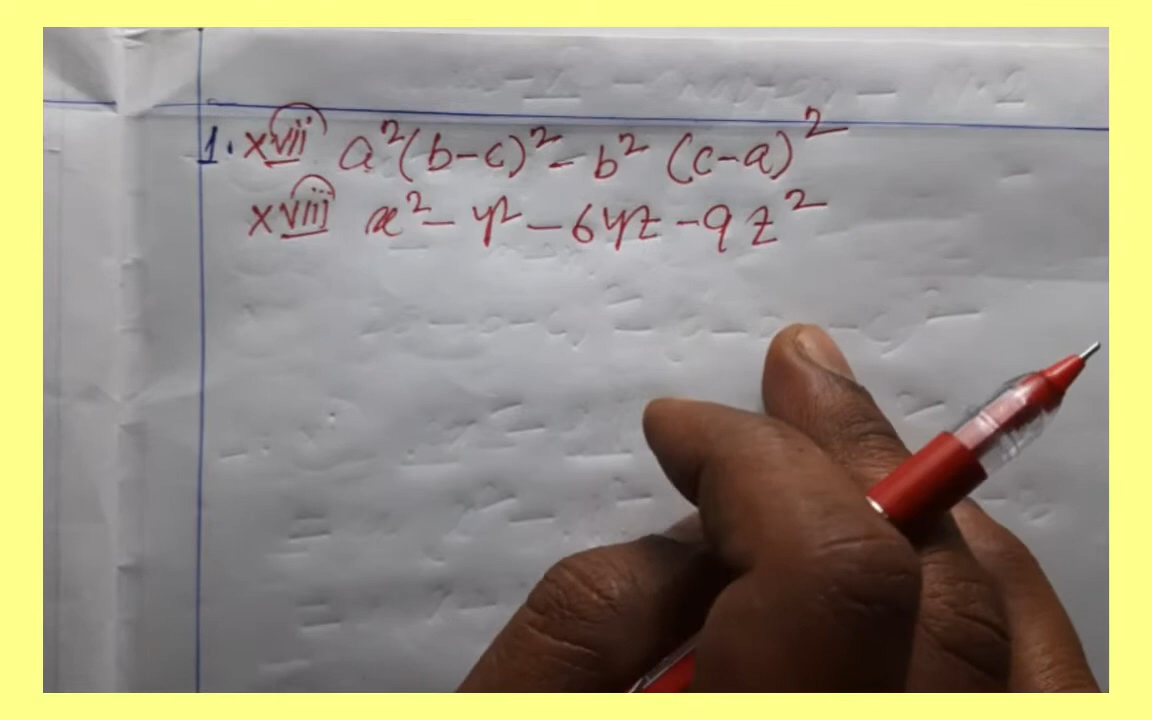 1. xvii a²(b-c)² - b² (c-a)²
xviii x² - y² - 6yz - 9z²